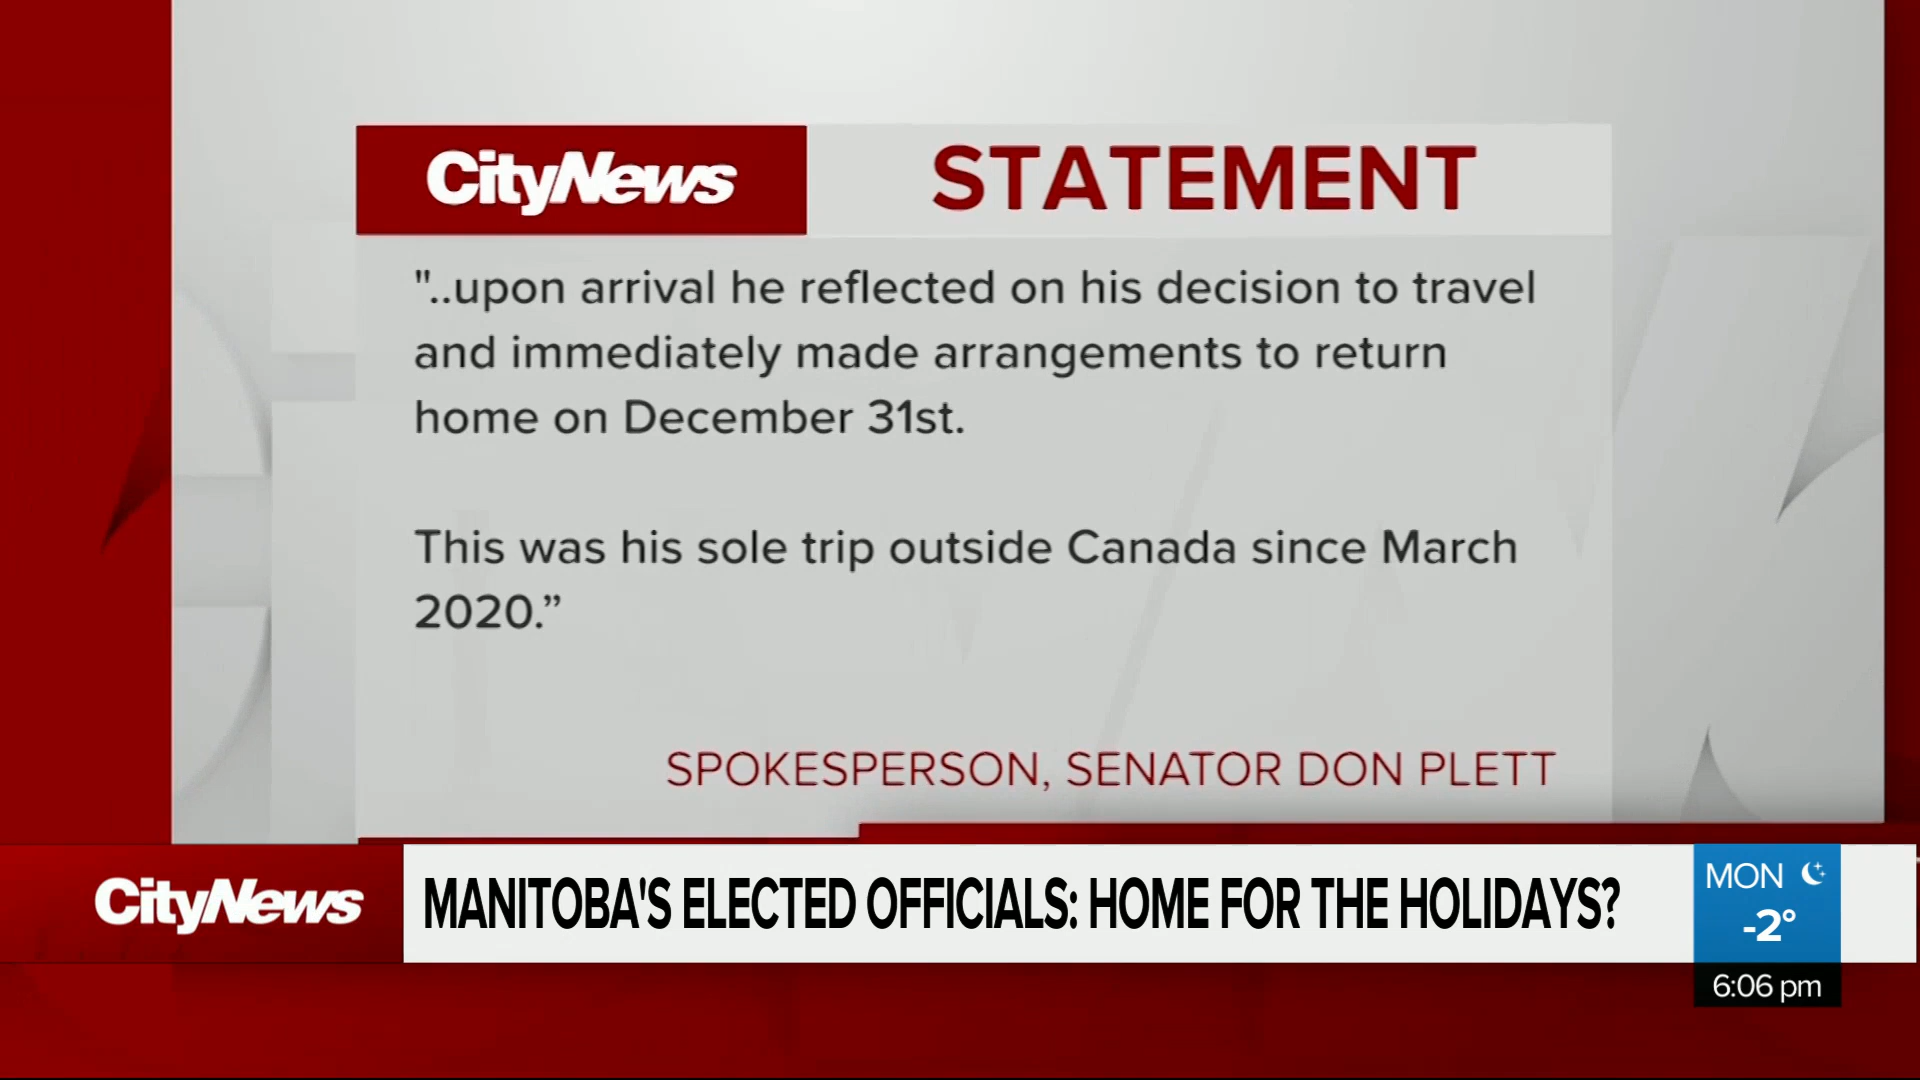 CityNews STATEMENT
"..upon arrival he reflected on his decision to travel
and immediately made arrangements to return
home on December 31st.
This was his sole trip outside Canada since March
2020.”
SPOKESPERSON, SENATOR DON PLETT
CityNews MANITOBA'S ELECTED OFFICIALS: HOME FOR THE HOLIDAYS?
MON
-2°
6:06 pm